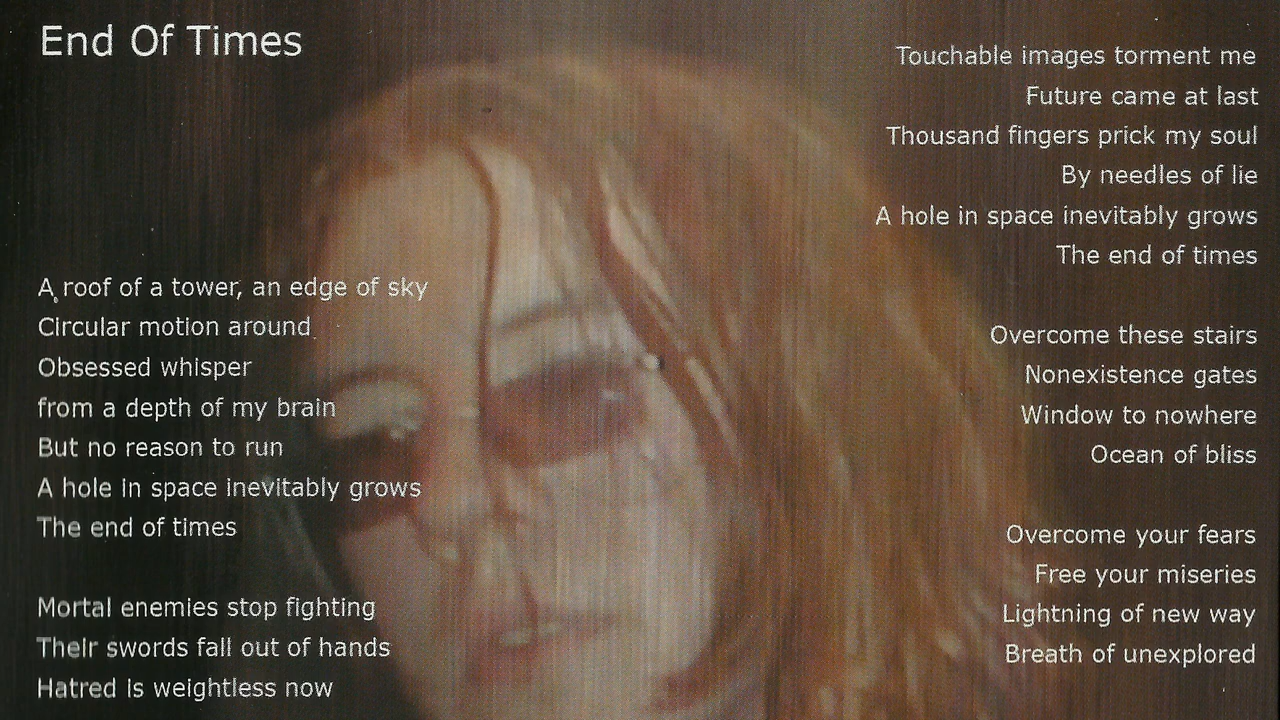 End Of Times
A roof of a tower, an edge of sky
Circular motion around
Obsessed whisper
from a depth of my brain
But no reason to run
A hole in space inevitably grows
The end of times
Mortal enemies stop fighting
Their swords fall out of hands
Hatred is weightless now
Touchable images torment me
Future came at last
Thousand fingers prick my soul
By needles of lie
A hole in space inevitably grows
The end of times
Overcome these stairs
Nonexistence gates
Window to nowhere
Ocean of bliss
Overcome your fears
Free your miseries
Lightning of new way
Breath of unexplored